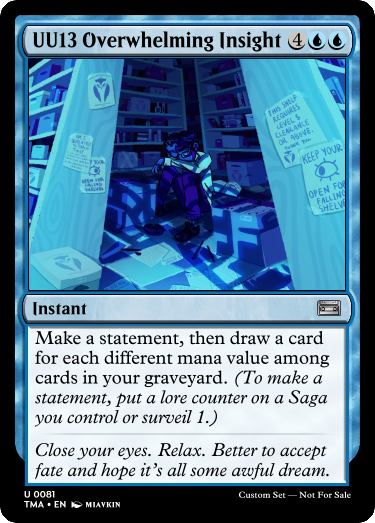 UU13 Overwhelming Insight 4
THIS SHELF
REQUIRES
LEVEL 5
CLEARANCE
OR ABOVE.
KEEP YOUR
OPEN FOR
FALLING
SHELVES
Instant
Make a statement, then draw a card
for each different mana value among
cards in your graveyard. (To make a
statement, put a lore counter on a Saga
you control or surveil 1.)
Close your eyes. Relax. Better to accept
fate and hope it's all some awful dream.
U 0081
TMA • EN MIAVKIN
Custom Set — Not For Sale